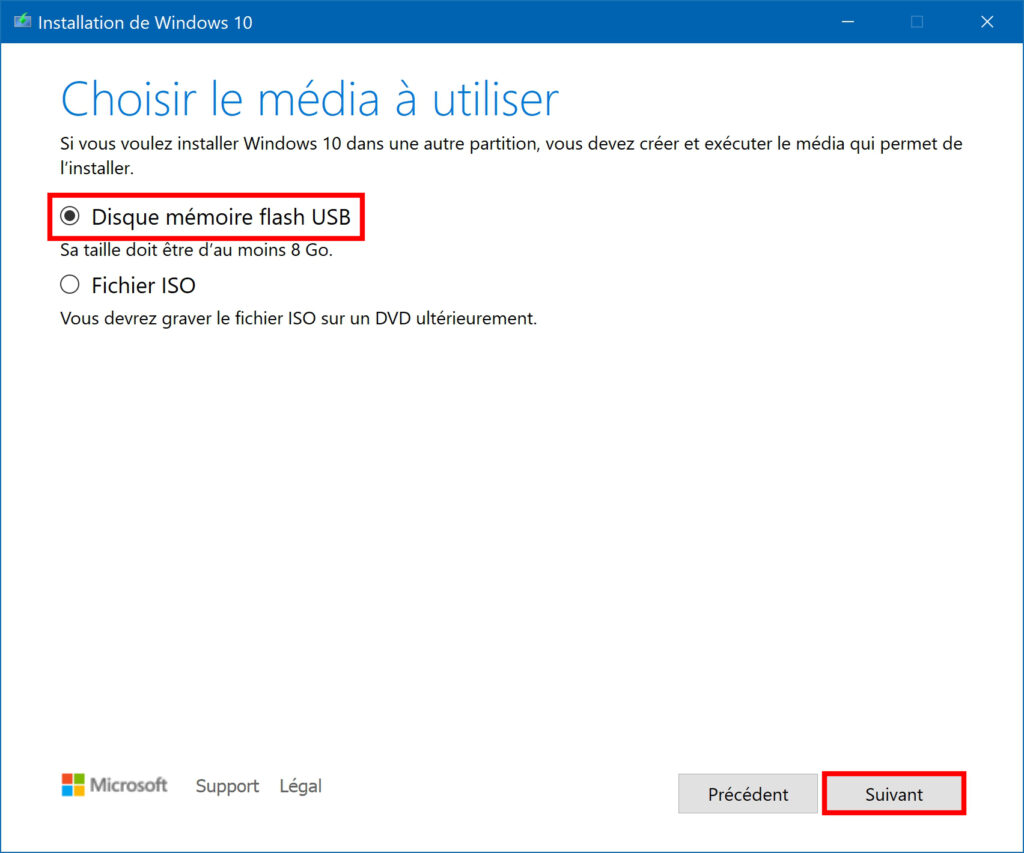 Installation de Windows 10
Choisir le média à utiliser
Si vous voulez installer Windows 10 dans une autre partition, vous devez créer et exécuter le média qui permet de
l’installer.
Disque mémoire flash USB
Sa taille doit être d’au moins 8 Go.
Fichier ISO
Vous devrez graver le fichier ISO sur un DVD ultérieurement.
Microsoft Support Légal Précédent Suivant